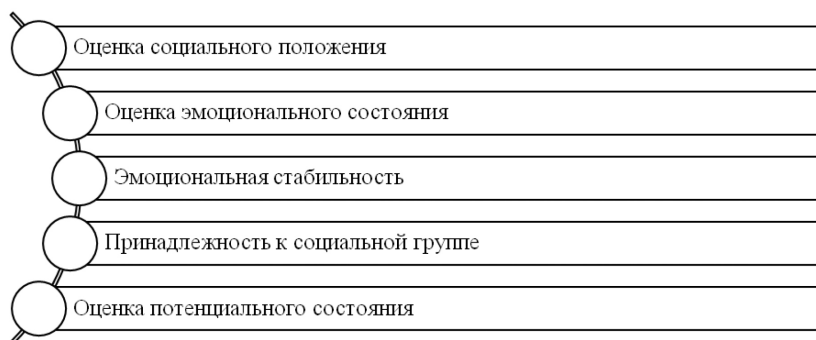 Оценка социального положения
Оценка эмоционального состояния
Эмоциональная стабильность
Принадлежность к социальной группе
Оценка потенциального состояния